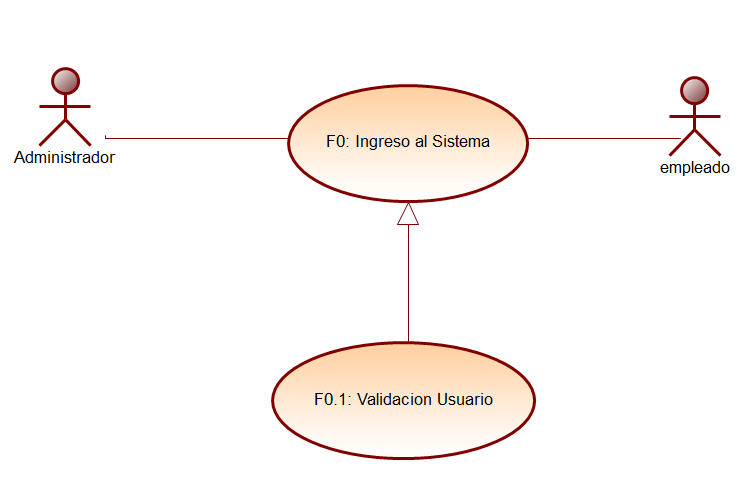 F0: Ingreso al Sistema
Administrador
empleado
F0.1: Validacion Usuario